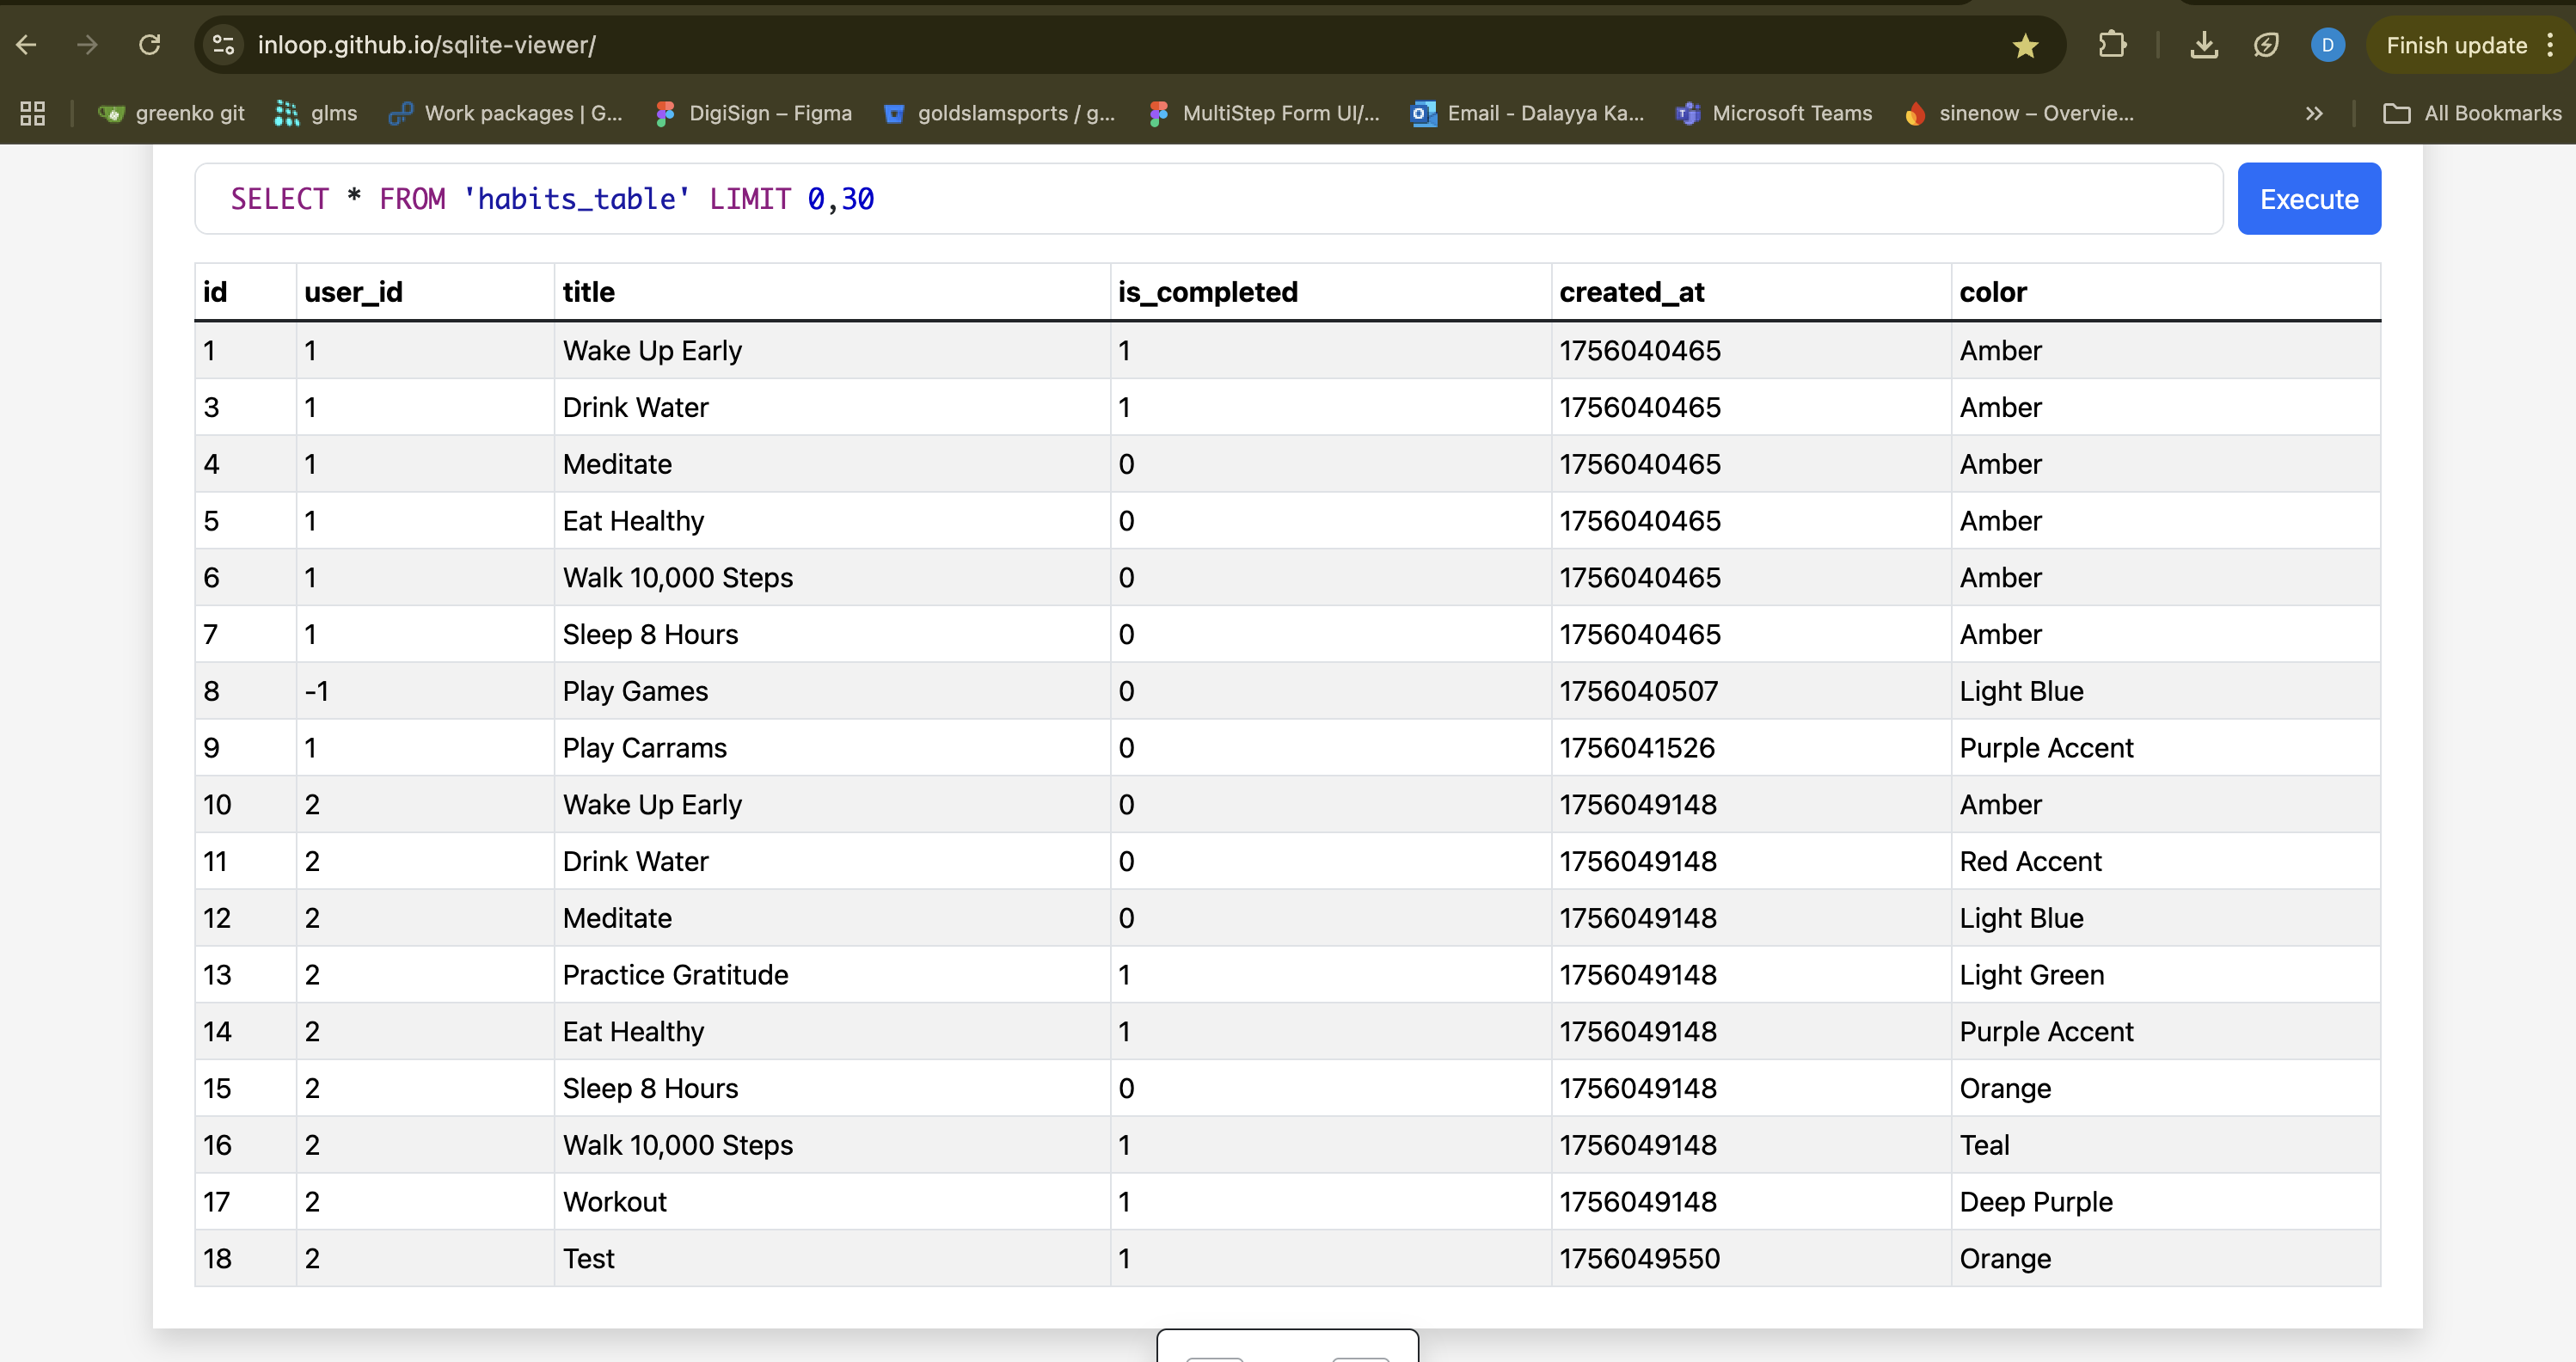 inloop.github.io/sqlite-viewer/
D
Finish update
greenko git
glms
Work packages | G...
DigiSign – Figma
goldslamsports / g...
MultiStep Form UI/...
Email - Dalayya Ka...
Microsoft Teams
sinenow – Overvie...
All Bookmarks
SELECT * FROM 'habits_table' LIMIT 0,30
Execute
id user_id title is_completed created_at color
1 1 Wake Up Early 1 1756040465 Amber
3 1 Drink Water 1 1756040465 Amber
4 1 Meditate 0 1756040465 Amber
5 1 Eat Healthy 0 1756040465 Amber
6 1 Walk 10,000 Steps 0 1756040465 Amber
7 1 Sleep 8 Hours 0 1756040465 Amber
8 -1 Play Games 0 1756040507 Light Blue
9 1 Play Carrams 0 1756041526 Purple Accent
10 2 Wake Up Early 0 1756049148 Amber
11 2 Drink Water 0 1756049148 Red Accent
12 2 Meditate 0 1756049148 Light Blue
13 2 Practice Gratitude 1 1756049148 Light Green
14 2 Eat Healthy 1 1756049148 Purple Accent
15 2 Sleep 8 Hours 0 1756049148 Orange
16 2 Walk 10,000 Steps 1 1756049148 Teal
17 2 Workout 1 1756049148 Deep Purple
18 2 Test 1 1756049550 Orange